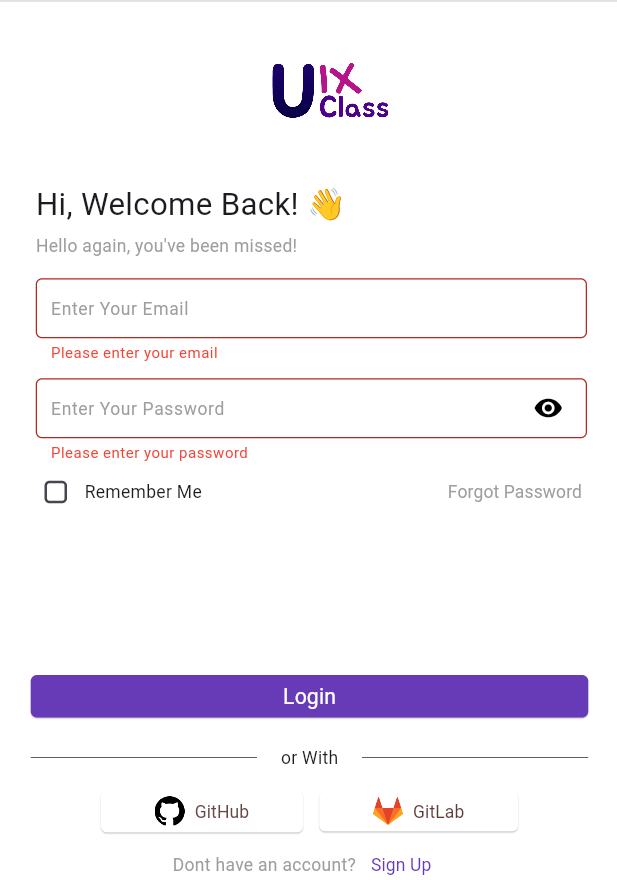 UIX
Class
Hi, Welcome Back! 👋
Hello again, you've been missed!
Enter Your Email
Please enter your email
Enter Your Password
Please enter your password
Remember Me Forgot Password
Login
or With
GitHub GitLab
Dont have an account? Sign Up